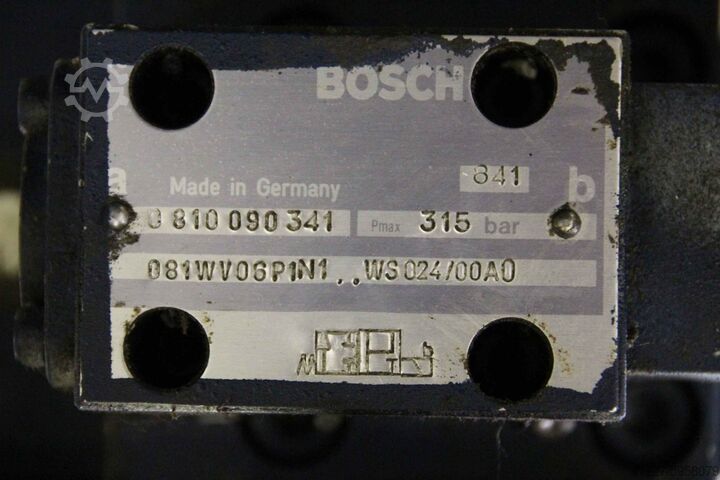 BOSCH
841
a Made in Germany b
0 810 090 341 Pmax 315 bar
081WV06P1N1..WS024/00A0